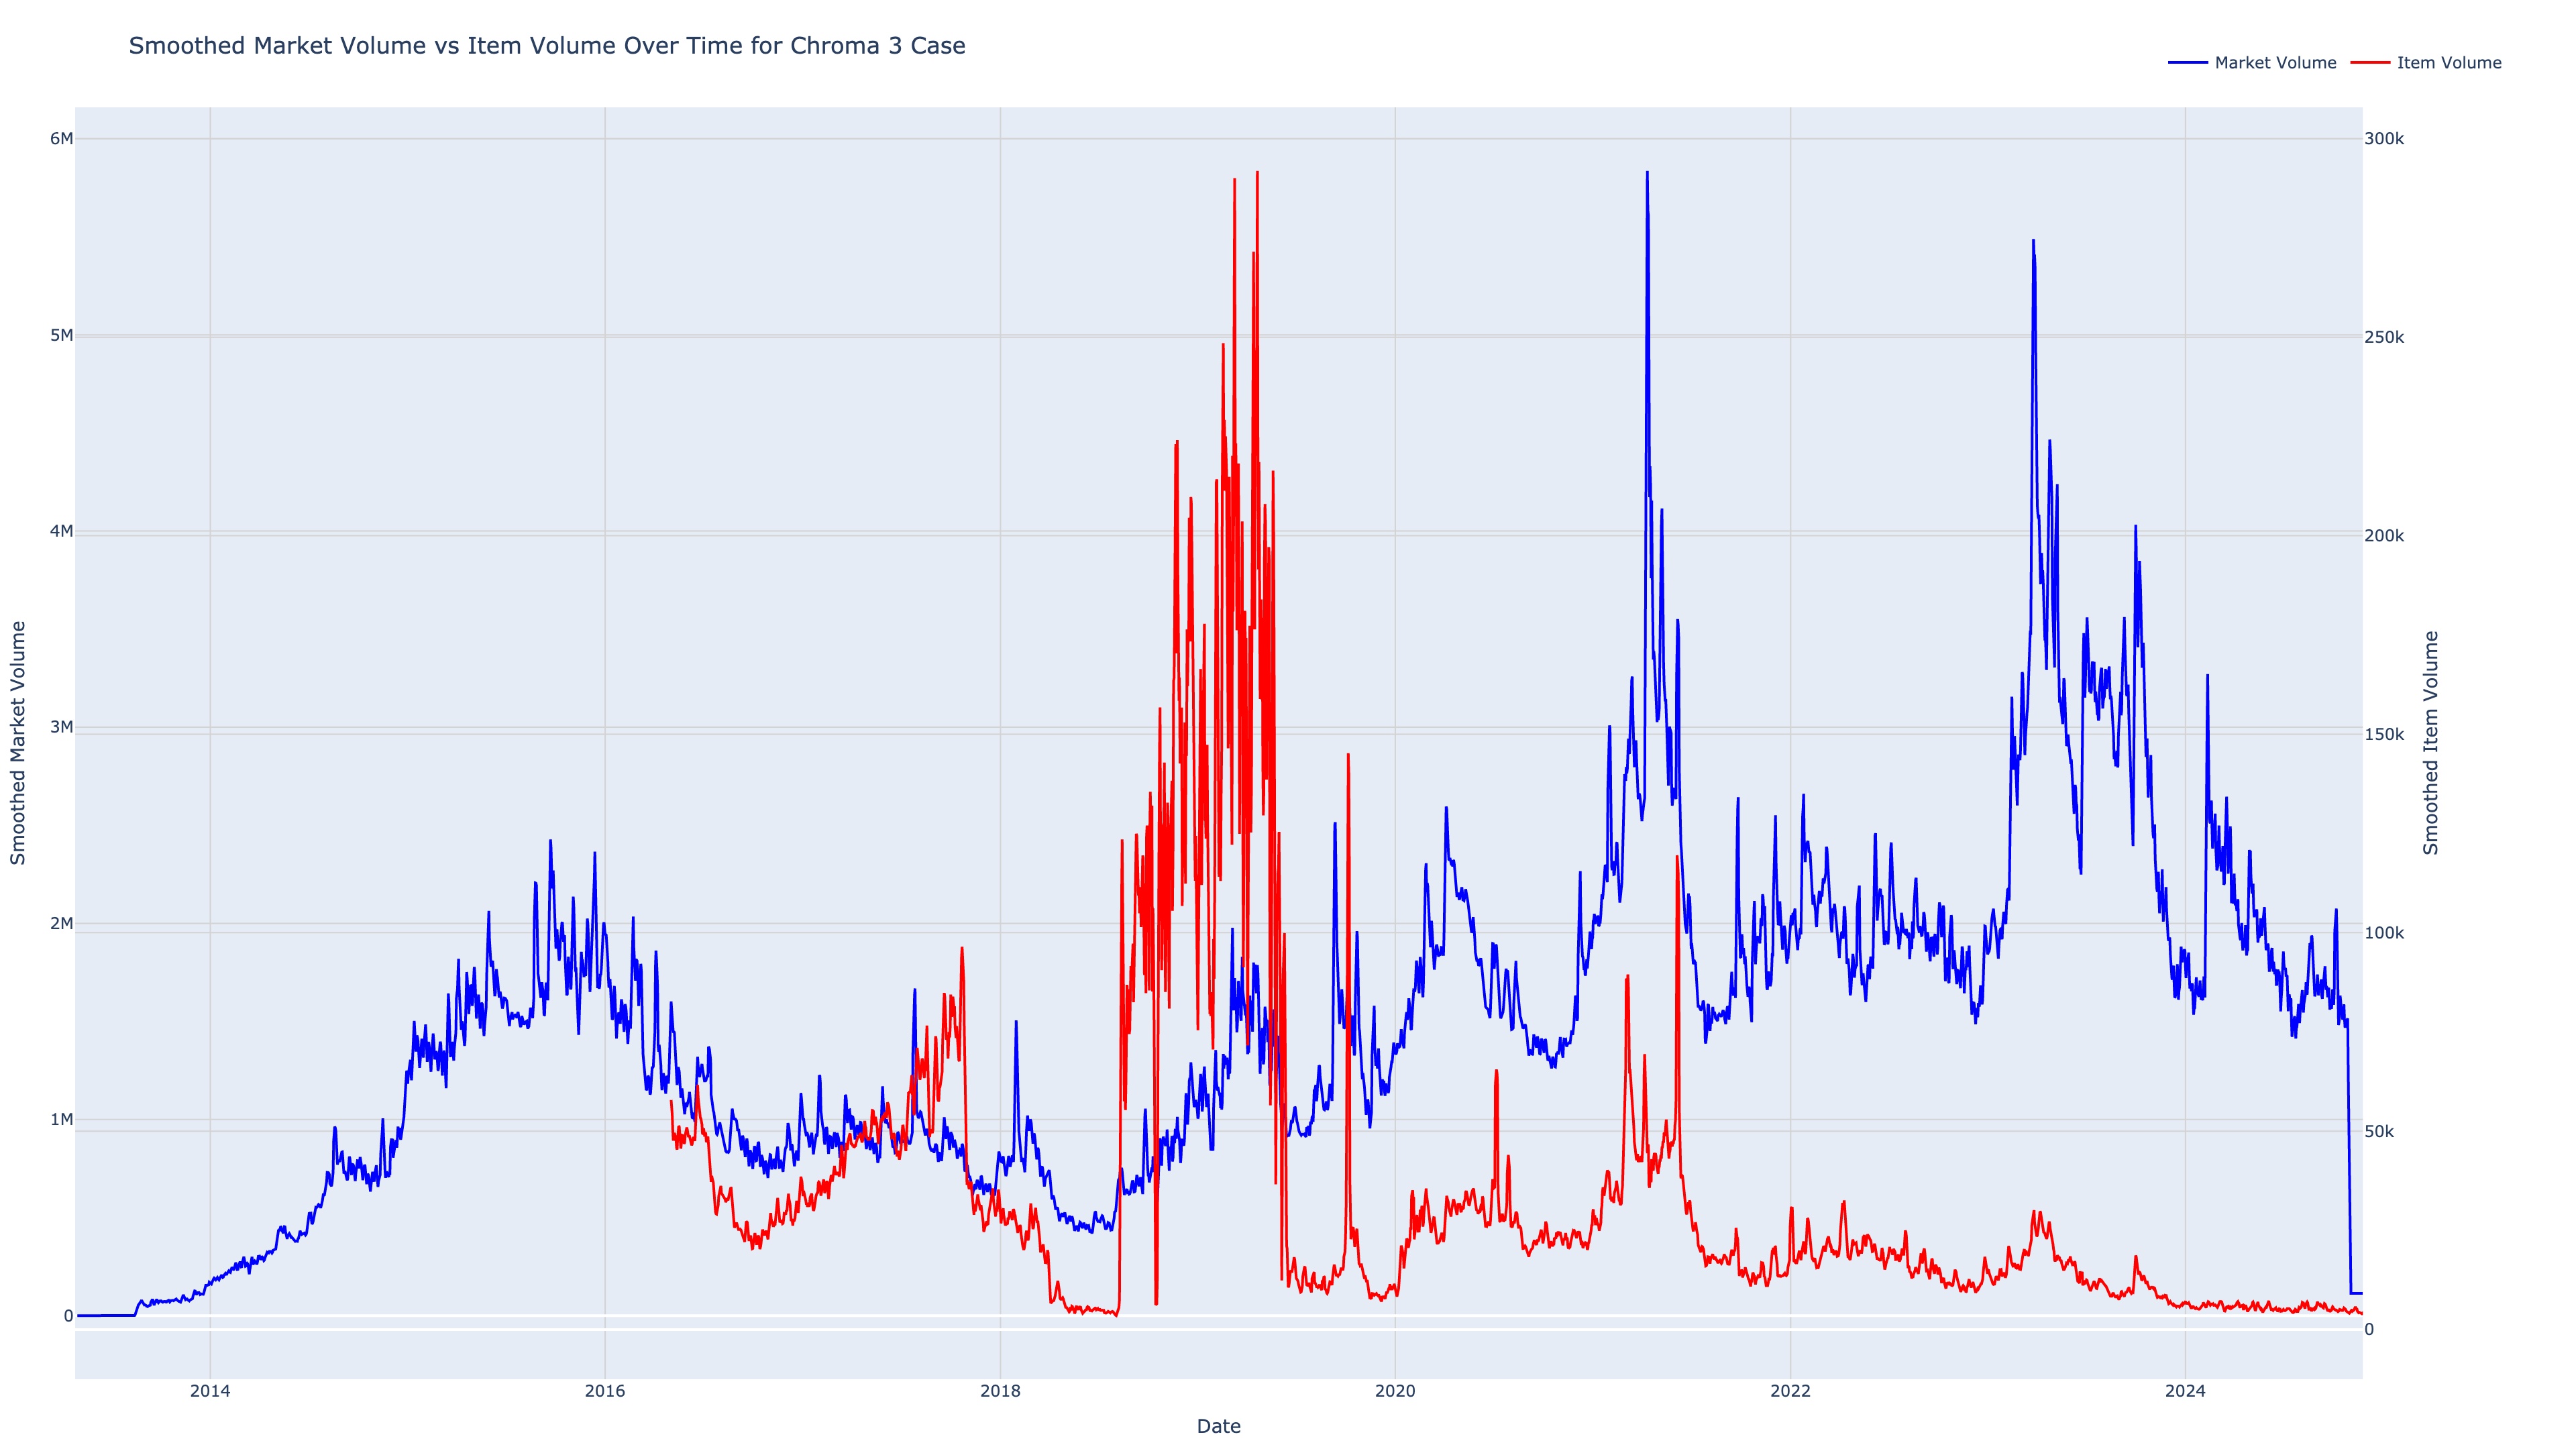 Smoothed Market Volume vs Item Volume Over Time for Chroma 3 Case
Market Volume
Item Volume
6M
5M
4M
3M
2M
1M
0
Smoothed Market Volume
300k
250k
200k
150k
100k
50k
0
Smoothed Item Volume
2014
2016
2018
2020
2022
2024
Date